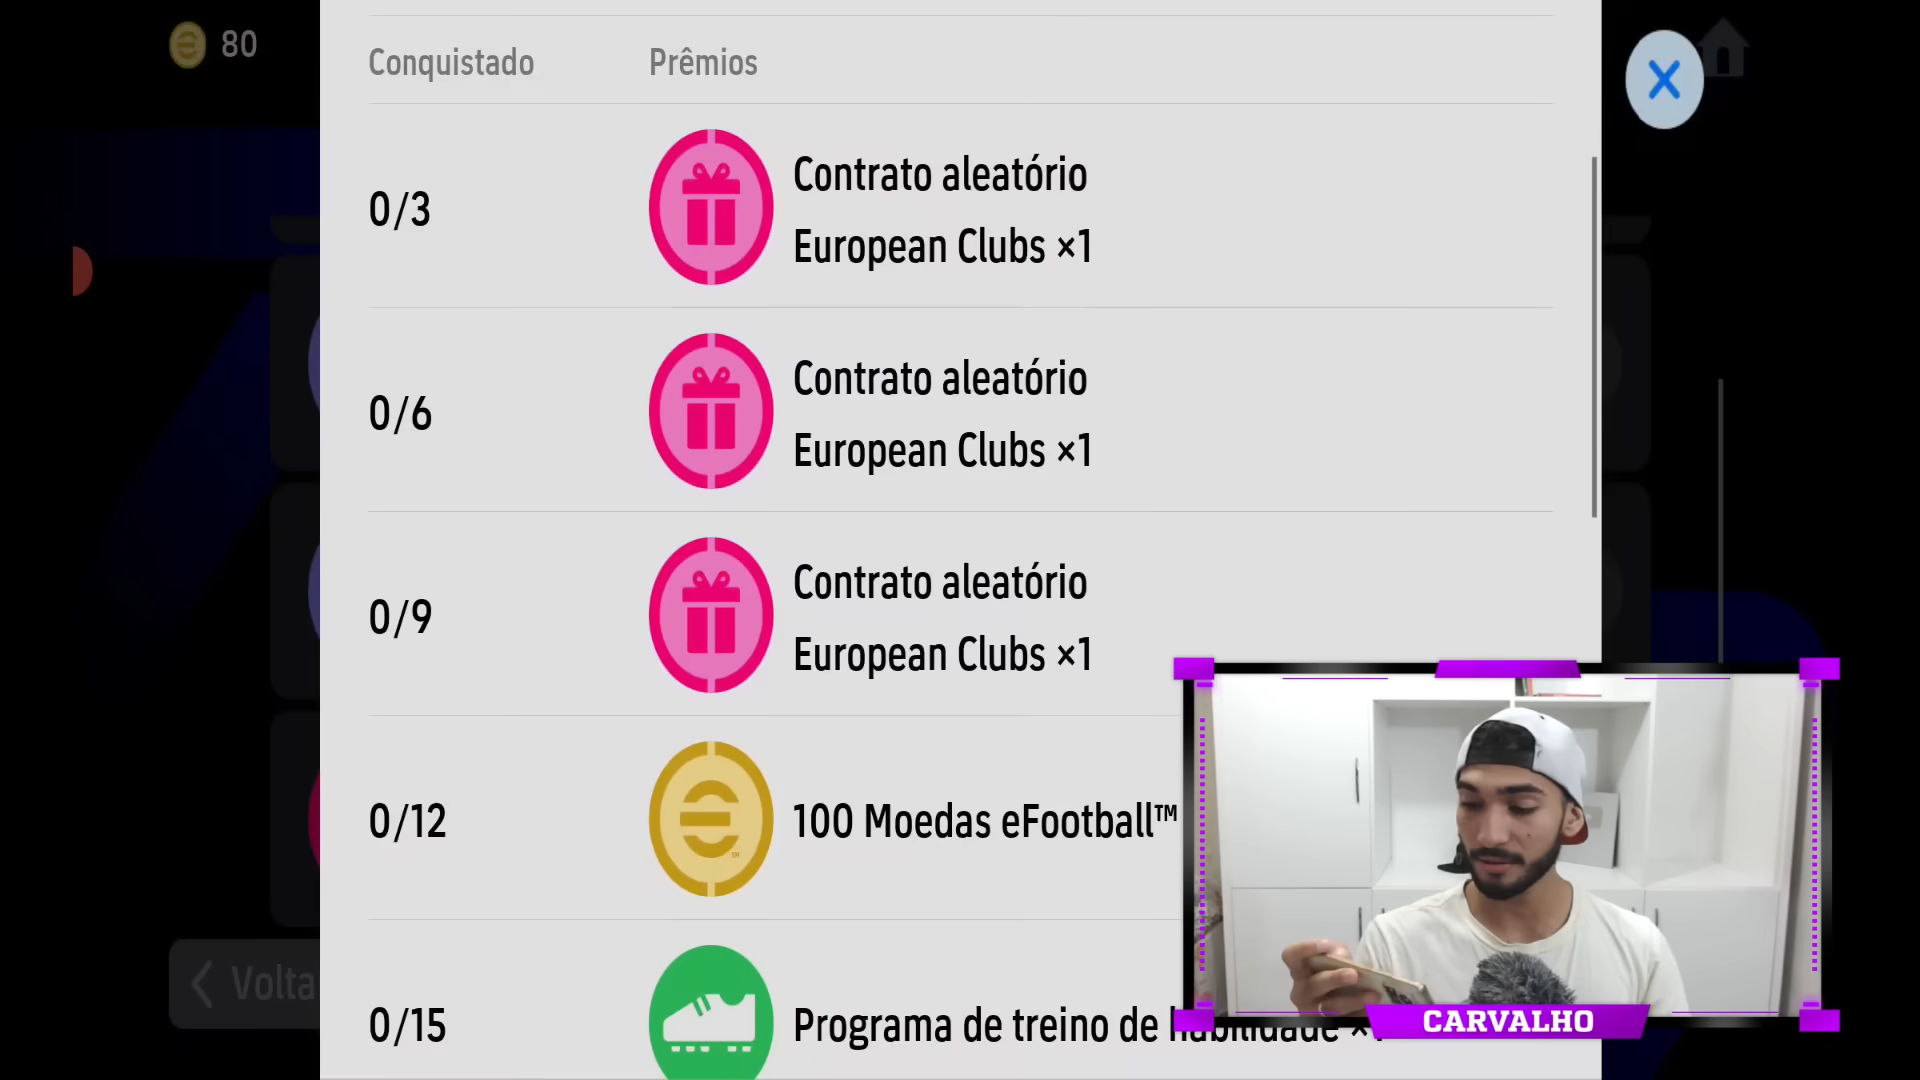 80
Conquistado
Prêmios
0/3
Contrato aleatório
European Clubs ×1
0/6
Contrato aleatório
European Clubs ×1
0/9
Contrato aleatório
European Clubs ×1
0/12
100 Moedas eFootball™
0/15
Programa de treino de habilidade
Volta
CARVALHO